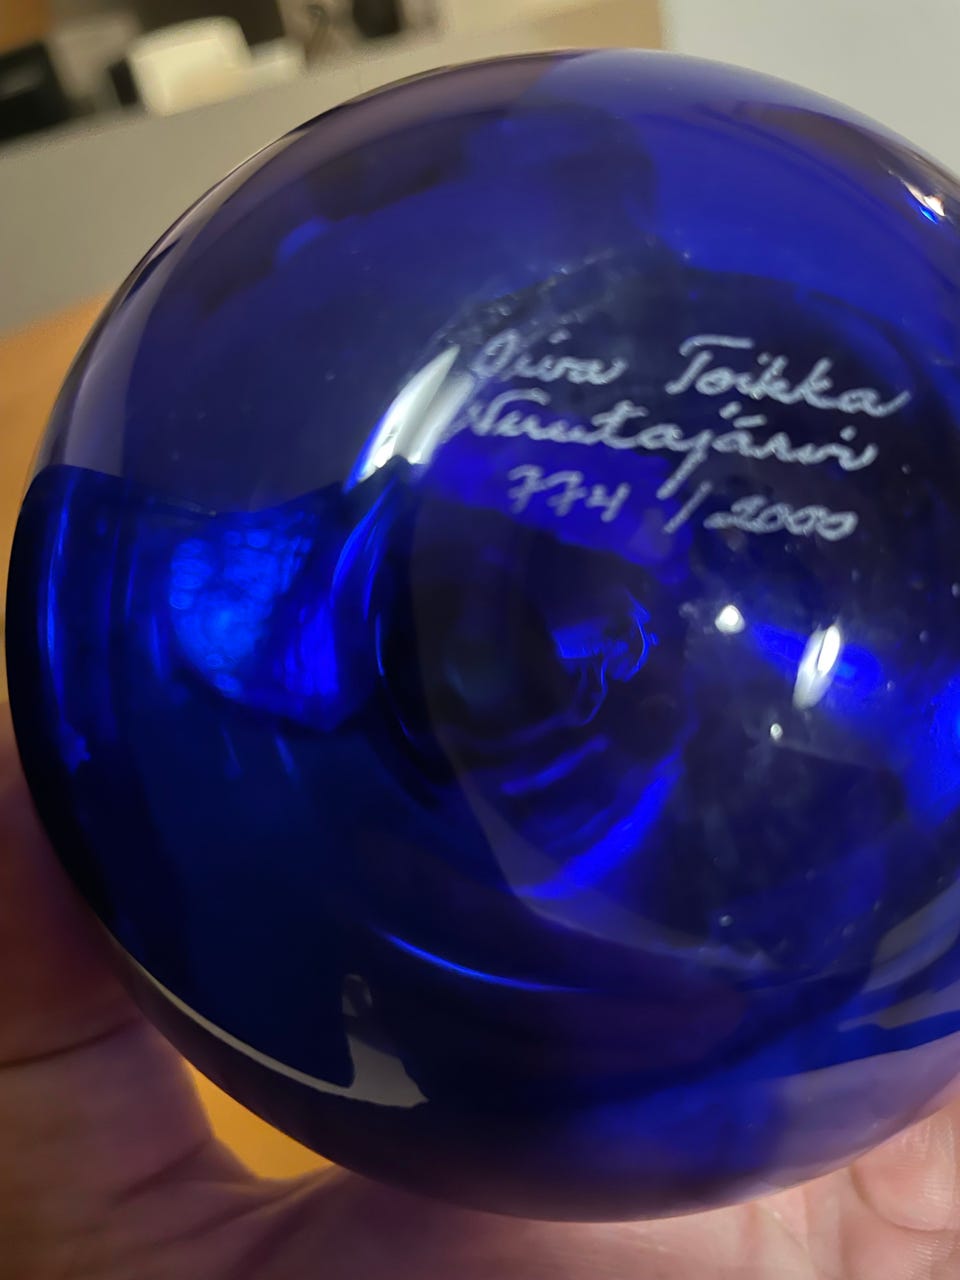 Oiva Toikka
Nuutajärvi
774 / 2000